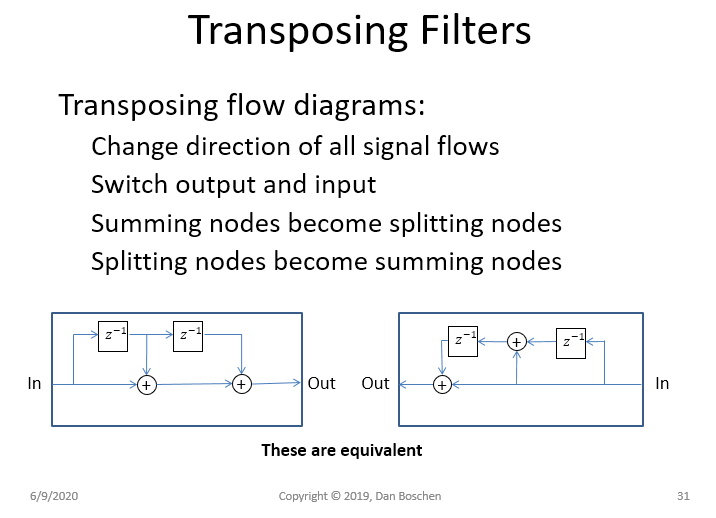 Transposing Filters
Transposing flow diagrams:
Change direction of all signal flows
Switch output and input
Summing nodes become splitting nodes
Splitting nodes become summing nodes
z⁻¹ z⁻¹ z⁻¹ + z⁻¹
In + + Out Out + In
These are equivalent
6/9/2020 Copyright © 2019, Dan Boschen 31